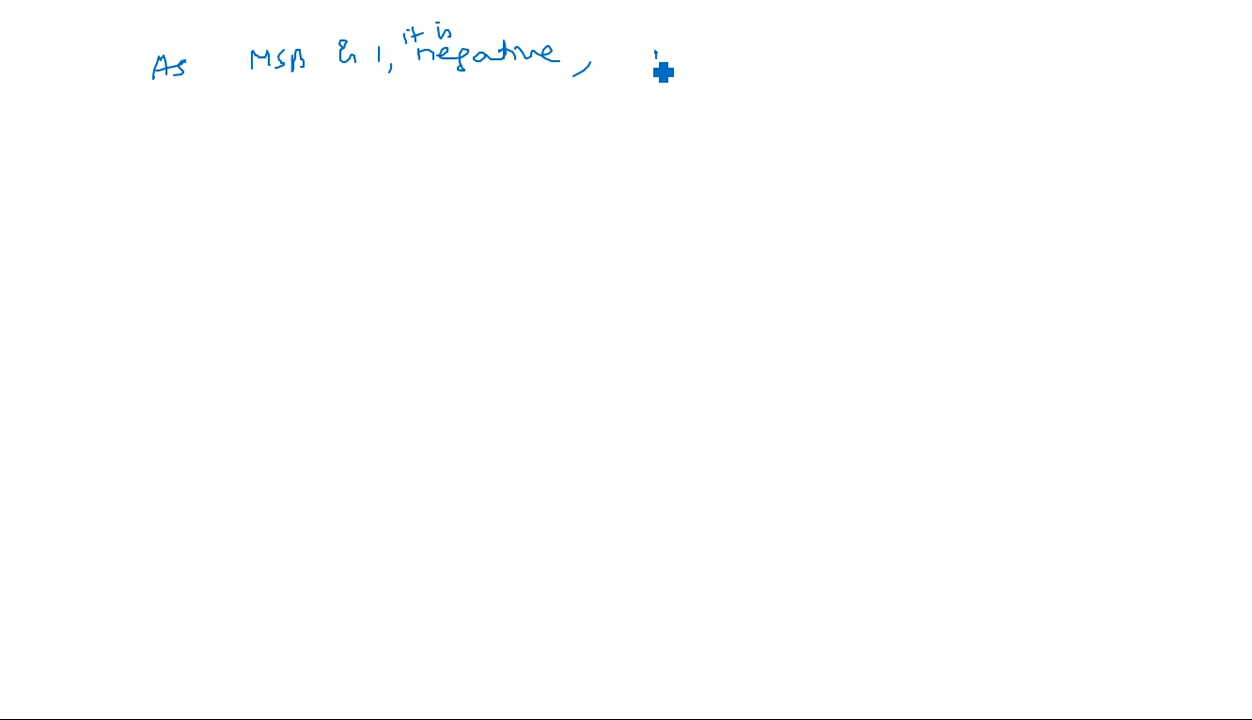 As MSB is 1, it is negative,